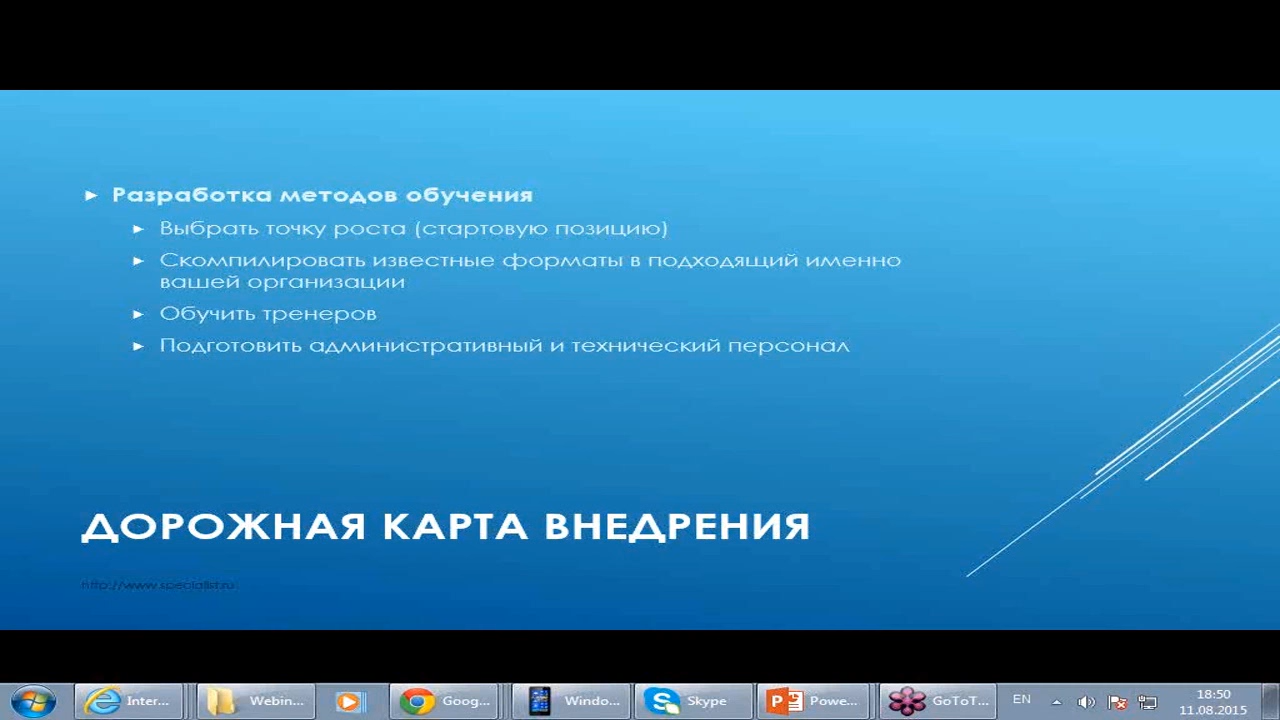 Разработка методов обучения
Выбрать точку роста (стартовую позицию)
Скомпилировать известные форматы в подходящий именно
вашей организации
Обучить тренеров
Подготовить административный и технический персонал
ДОРОЖНАЯ КАРТА ВНЕДРЕНИЯ
http://www.specialist.ru
Inter... Webin... Goog... Windo... Skype Powe... GoToT... EN 18:50
11.08.2015